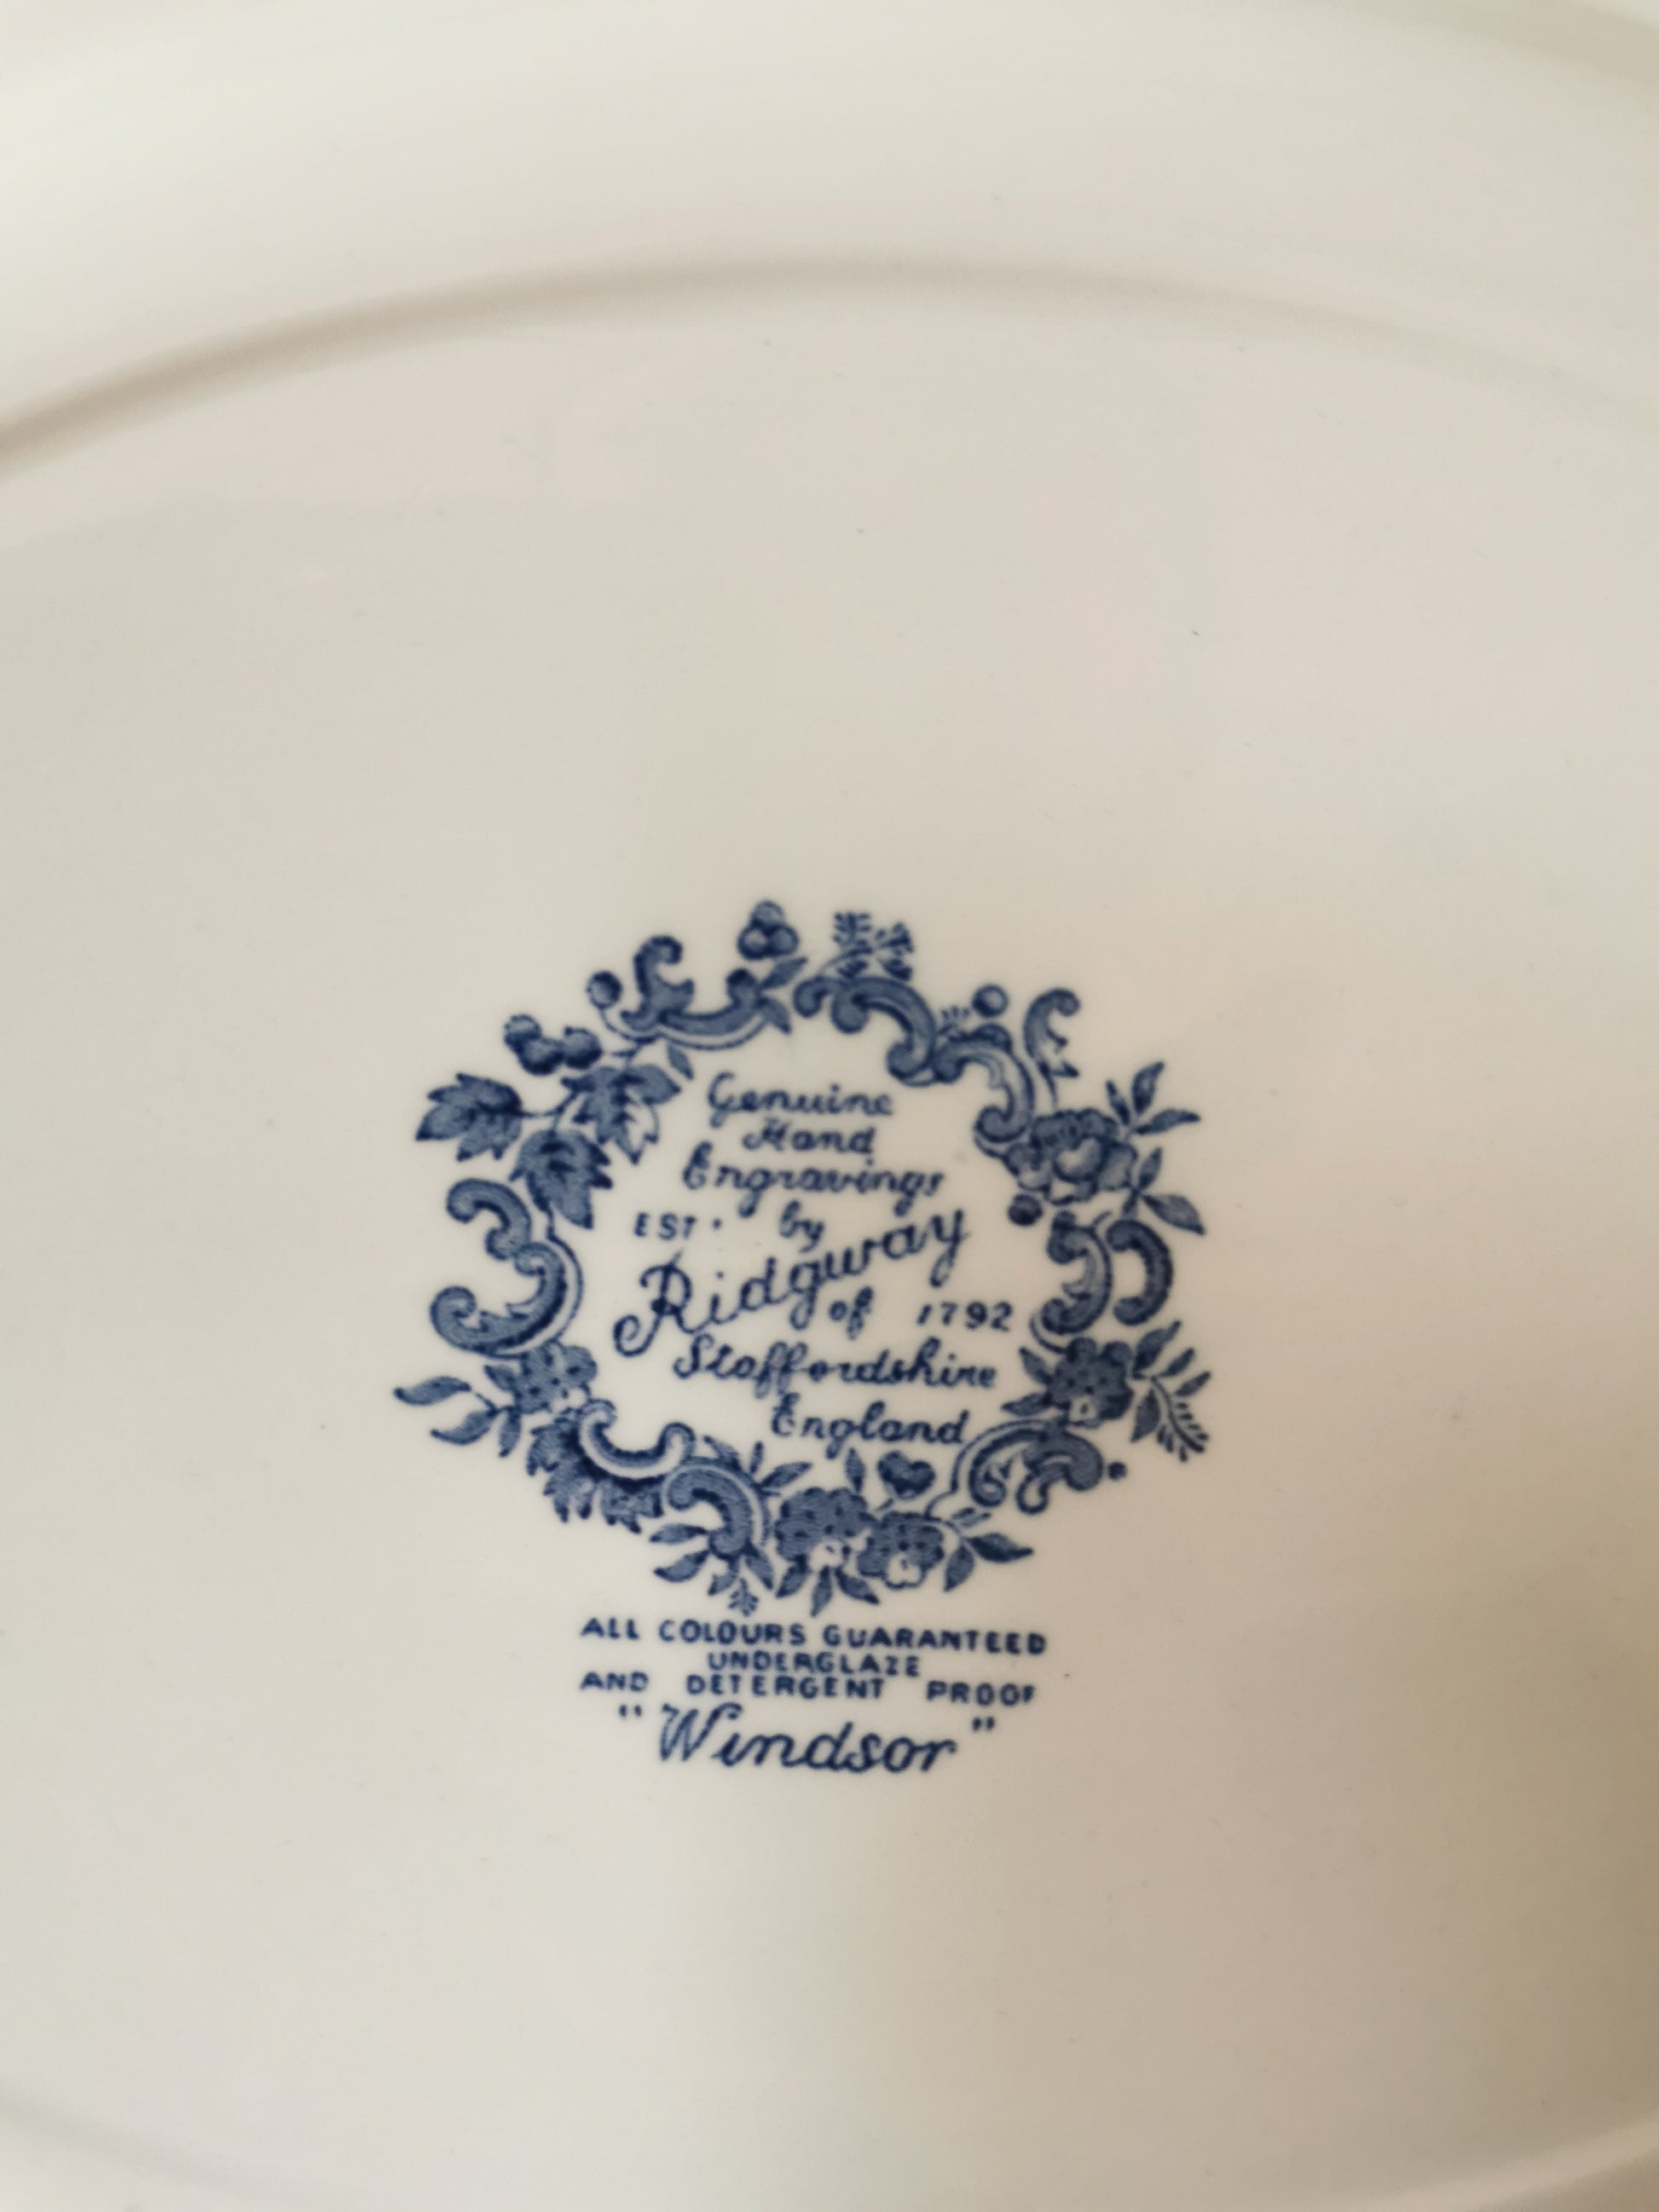 Genuine
Hand
Engravings
EST. by
Ridgway
of 1792
Staffordshire
England
ALL COLOURS GUARANTEED
UNDERGLAZE
AND DETERGENT PROOF
"Windsor"